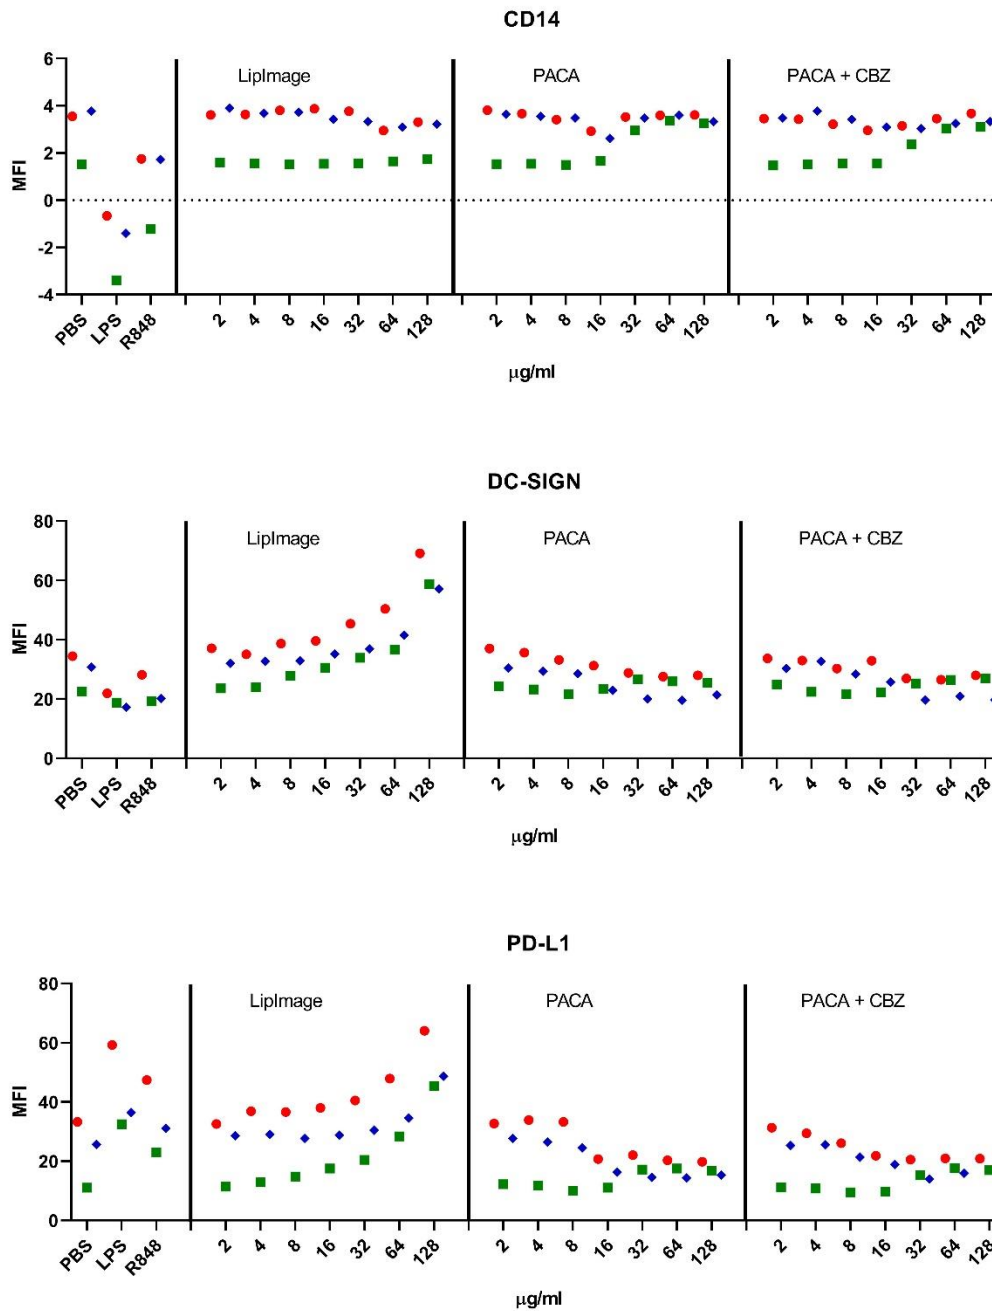 CD14
LipImage PACA PACA + CBZ
MFI
6
4
2
0
-2
-4
PBS LPS R848 2 4 8 16 32 64 128 2 4 8 16 32 64 128 2 4 8 16 32 64 128
μg/ml
DC-SIGN
LipImage PACA PACA + CBZ
MFI
80
60
40
20
0
PBS LPS R848 2 4 8 16 32 64 128 2 4 8 16 32 64 128 2 4 8 16 32 64 128
μg/ml
PD-L1
LipImage PACA PACA + CBZ
MFI
80
60
40
20
0
PBS LPS R848 2 4 8 16 32 64 128 2 4 8 16 32 64 128 2 4 8 16 32 64 128
μg/ml